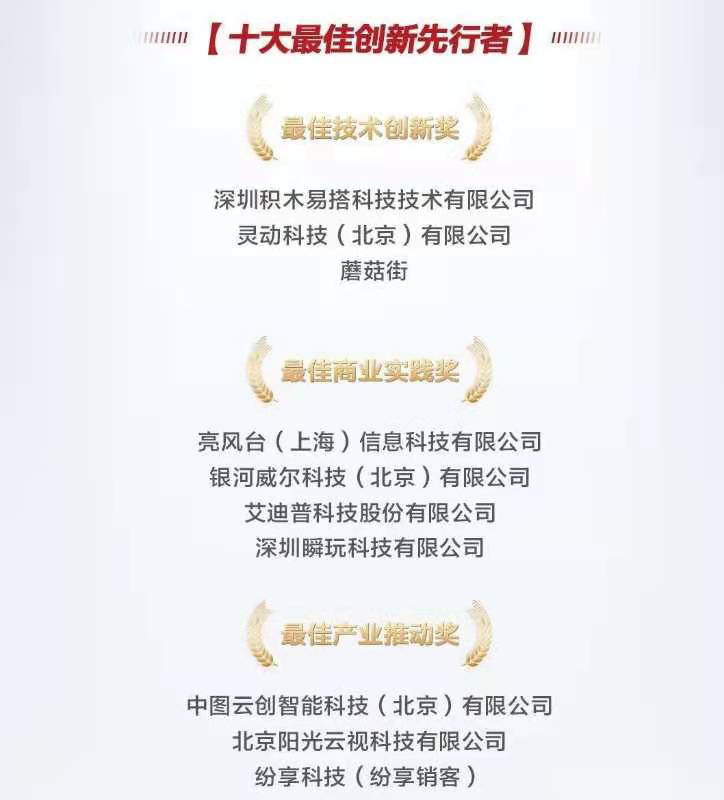 【十大最佳创新先行者】
最佳技术创新奖
深圳积木易搭科技技术有限公司
灵动科技（北京）有限公司
蘑菇街
最佳商业实践奖
亮风台（上海）信息科技有限公司
银河威尔科技（北京）有限公司
艾迪普科技股份有限公司
深圳瞬玩科技有限公司
最佳产业推动奖
中图云创智能科技（北京）有限公司
北京阳光云视科技有限公司
纷享科技（纷享销客）